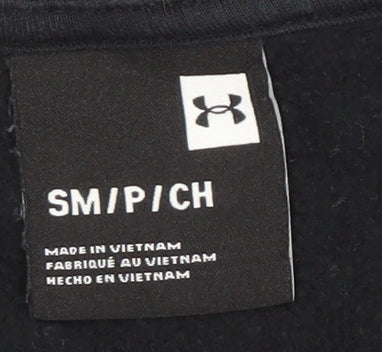 SM/P/CH
MADE IN VIETNAM
FABRIQUÉ AU VIETNAM
HECHO EN VIETNAM